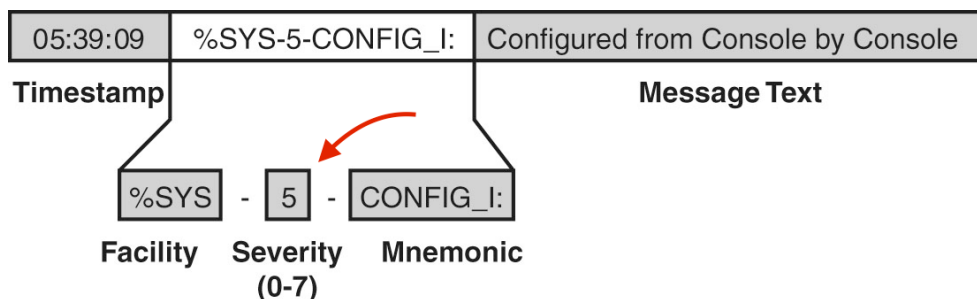 05:39:09 %SYS-5-CONFIG_I: Configured from Console by Console
Timestamp Message Text
%SYS - 5 - CONFIG_I:
Facility Severity Mnemonic
(0-7)